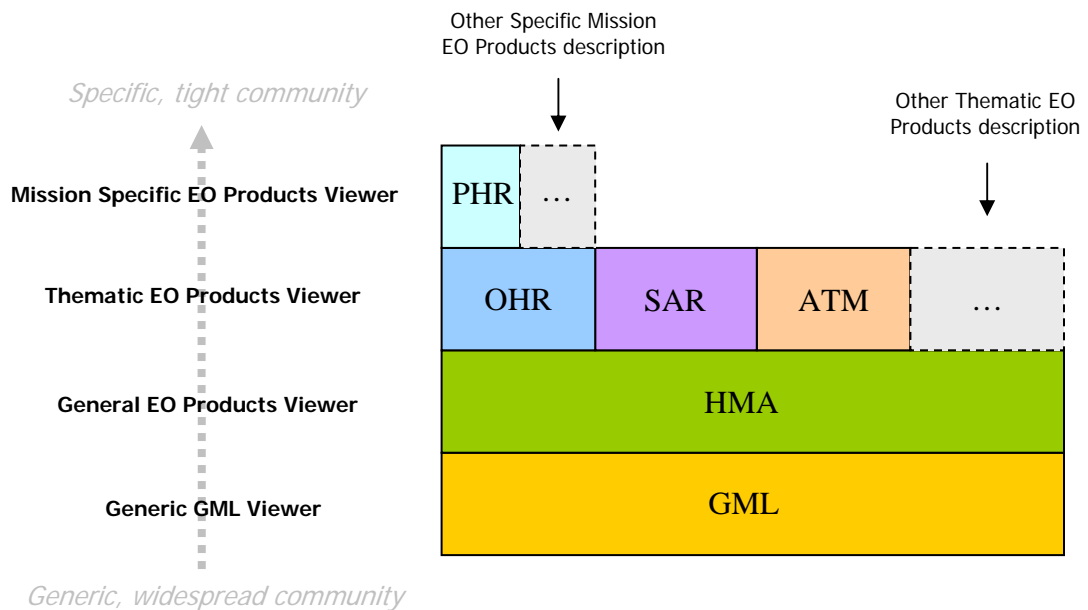 Other Specific Mission
EO Products description
Specific, tight community
Other Thematic EO
Products description
Mission Specific EO Products Viewer
PHR
...
Thematic EO Products Viewer
OHR
SAR
ATM
...
General EO Products Viewer
HMA
Generic GML Viewer
GML
Generic, widespread community